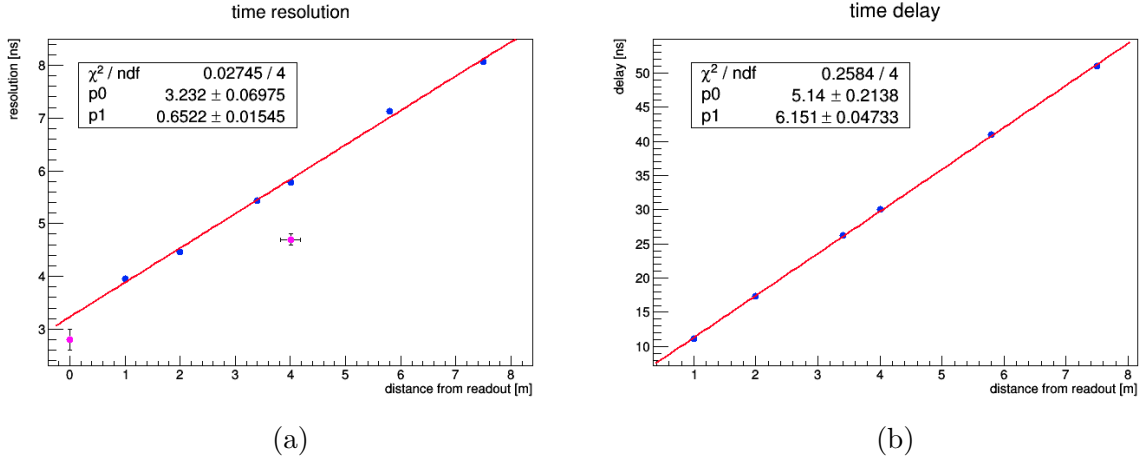 time resolution
resolution [ns]
χ² / ndf 0.02745 / 4
p0 3.232 ± 0.06975
p1 0.6522 ± 0.01545
8
7
6
5
4
3
0 1 2 3 4 5 6 7 8
distance from readout [m]
(a)
time delay
delay [ns]
χ² / ndf 0.2584 / 4
p0 5.14 ± 0.2138
p1 6.151 ± 0.04733
50
45
40
35
30
25
20
15
10
1 2 3 4 5 6 7 8
distance from readout [m]
(b)